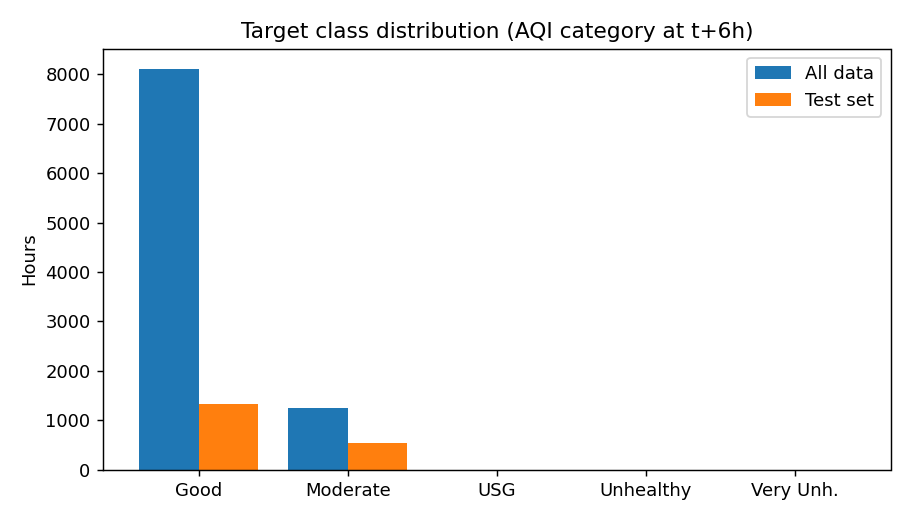 Target class distribution (AQI category at t+6h)
All data
Test set
Hours
8000
7000
6000
5000
4000
3000
2000
1000
0
Good
Moderate
USG
Unhealthy
Very Unh.